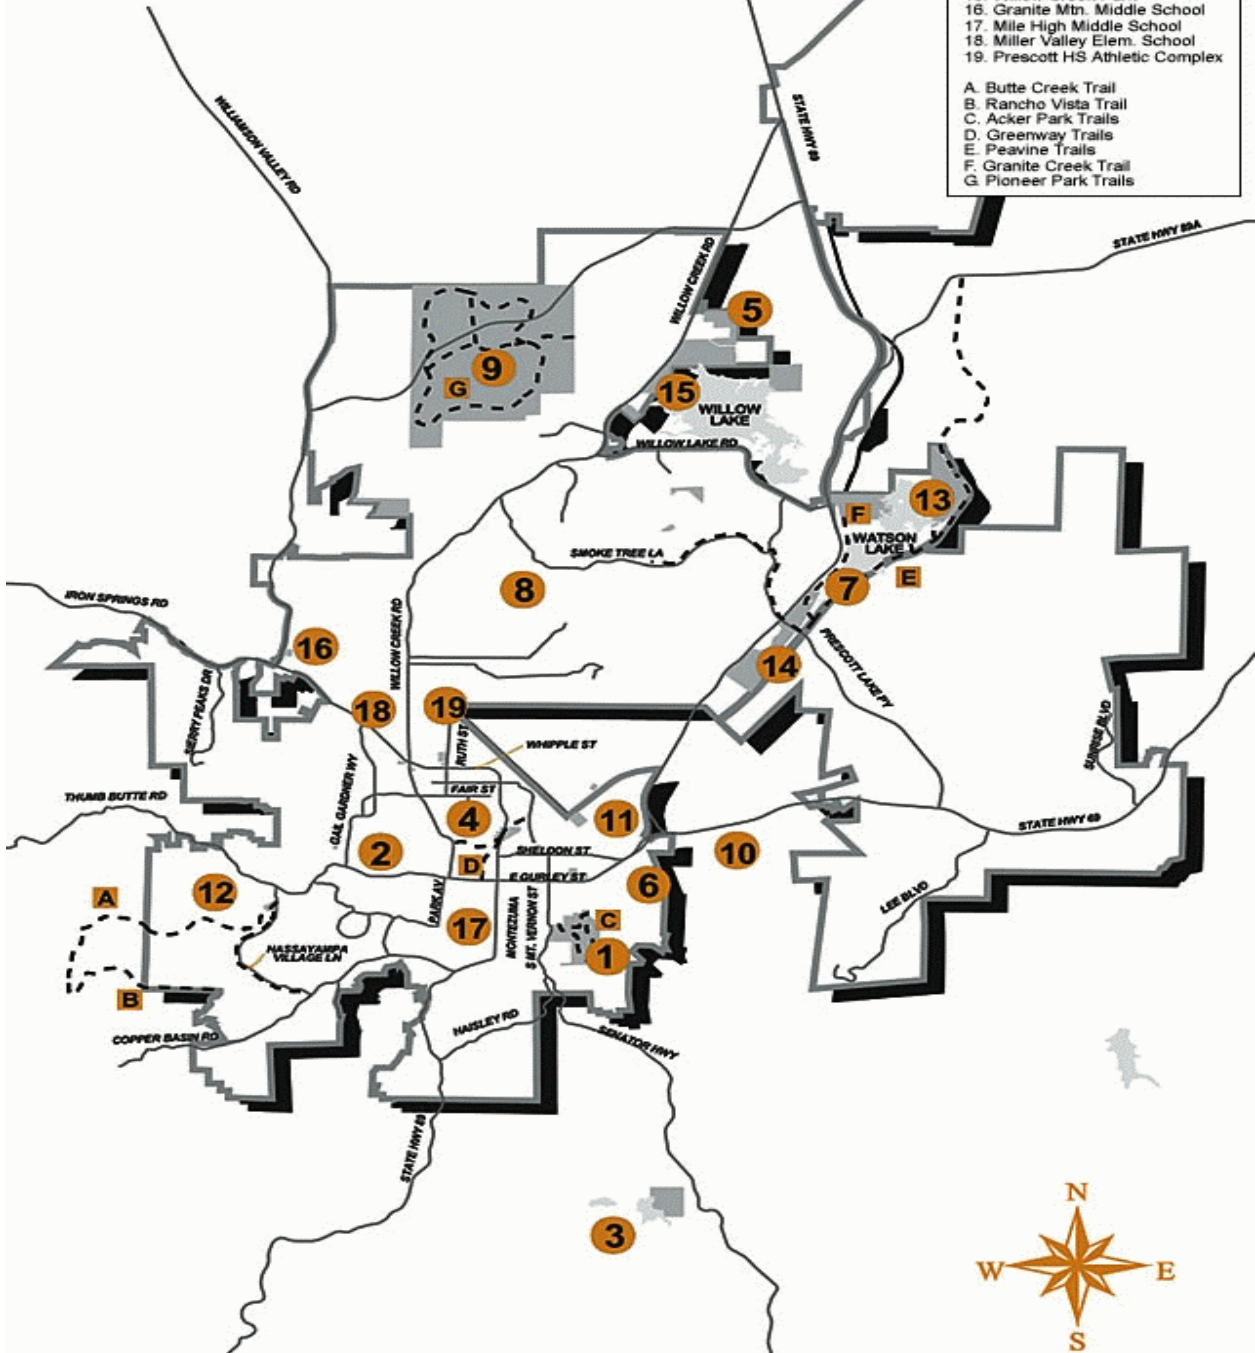 16. Granite Mtn. Middle School
17. Mile High Middle School
18. Miller Valley Elem. School
19. Prescott HS Athletic Complex
A. Butte Creek Trail
B. Rancho Vista Trail
C. Acker Park Trails
D. Greenway Trails
E. Peavine Trails
F. Granite Creek Trail
G. Pioneer Park Trails
WILLIAMSON VALLEY RD
STATE HWY 89
STATE HWY 89A
WILLOW CREEK RD
5
9
G
15
WILLOW
LAKE
WILLOW LAKE RD
13
F
WATSON
LAKE
SMOKE TREE LA
E
7
8
IRON SPRINGS RD
WILLOW CREEK RD
16
PRESCOTT LAKE PY
14
SIERRY PEAKS DR
18
19
RUTH ST
WHIPPLE ST
SUNRISE BLVD
THUMB BUTTE RD
GAIL GARDNER WY
FAIR ST
4
11
STATE HWY 69
2
SHELDON ST
10
D
E GURLEY ST
6
A
12
PARK AV
LEE BLVD
17
MONTEZUMA
S MT. VERNON ST
C
1
HASSAYAMPA
VILLAGE LN
B
COPPER BASIN RD
HAISLEY RD
SENATOR HWY
STATE HWY 89
3
N
W
E
S